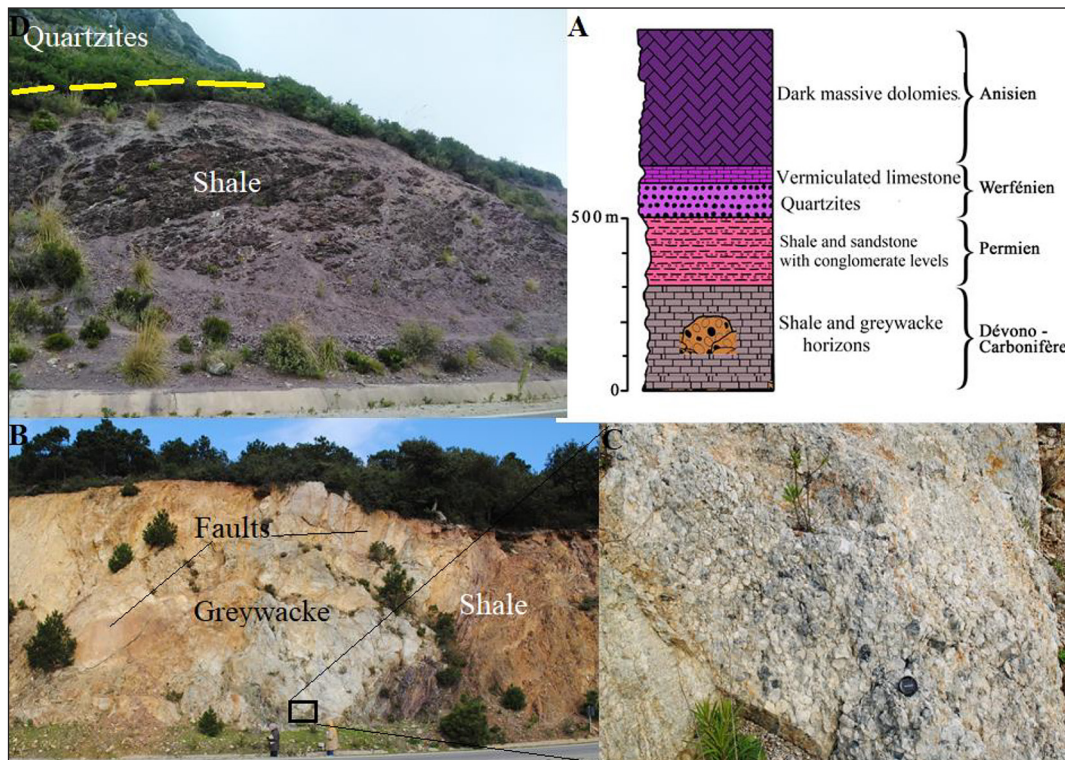 D
Quartzites
Shale
A
Dark massive dolomies
Anisien
Vermiculated limestone
Quartzites
Werfénien
500 m
Shale and sandstone
with conglomerate levels
Permien
Shale and greywacke
horizons
Dévono -
Carbonifère
0
B
Faults
Greywacke
Shale
C